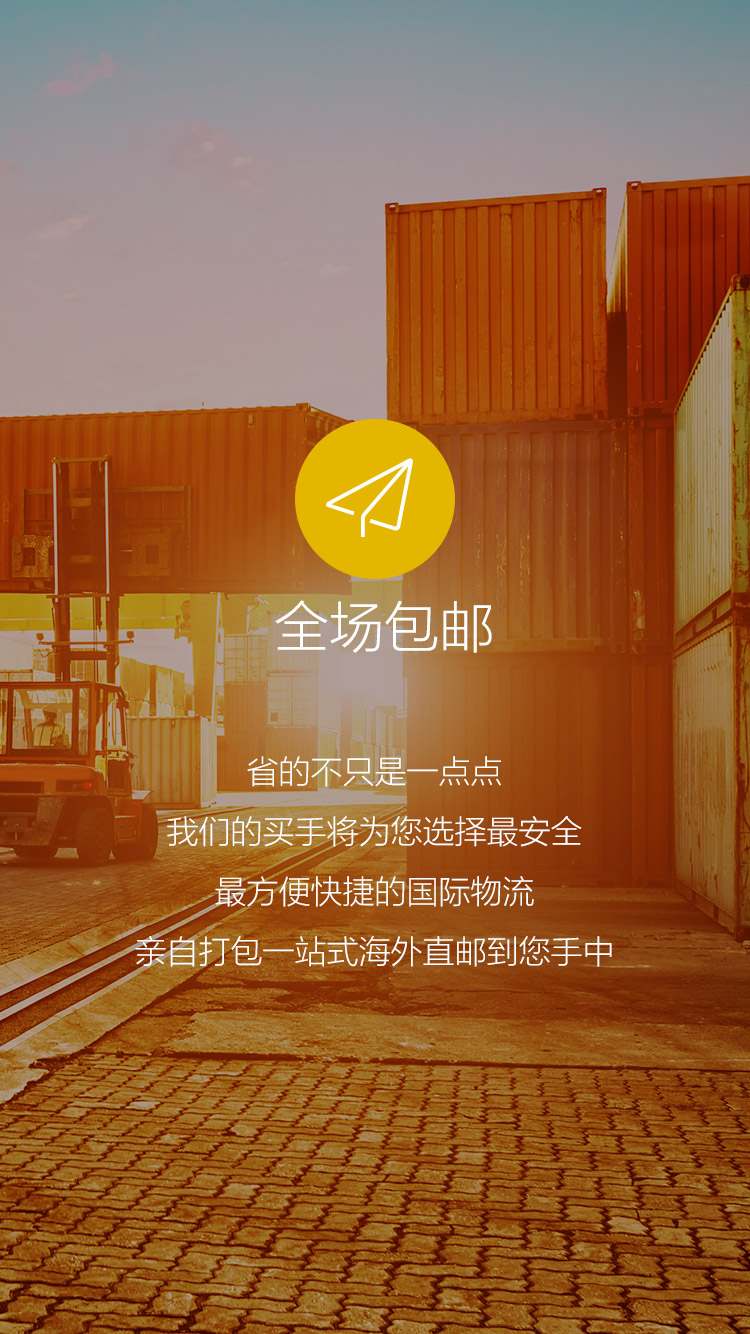 全场包邮
省的不只是一点点
我们的买手将为您选择最安全
最方便快捷的国际物流
亲自打包一站式海外直邮到您手中